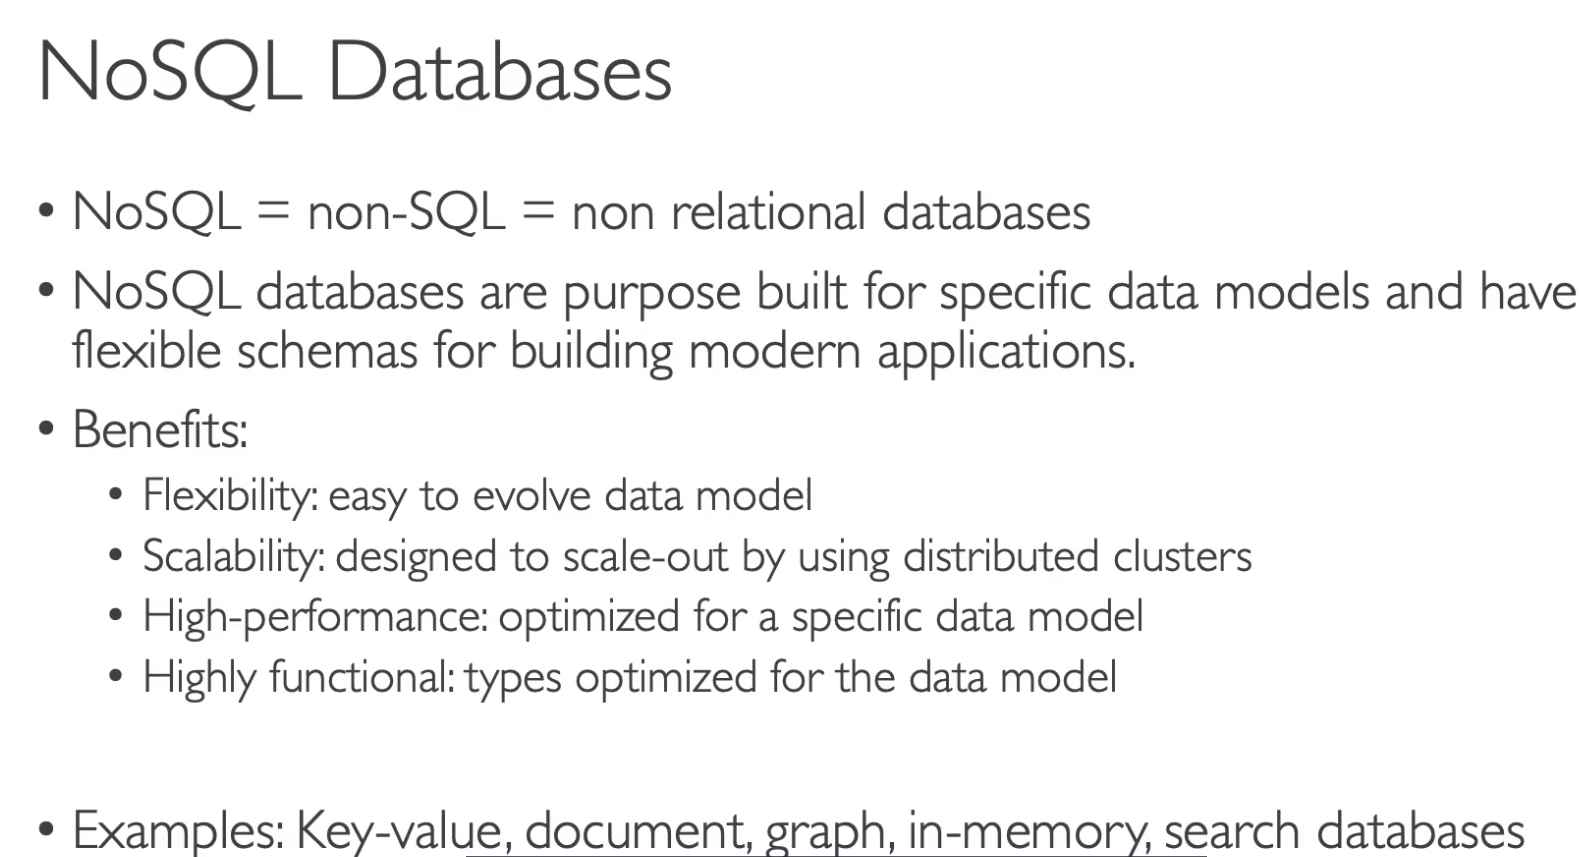 NoSQL Databases
• NoSQL = non-SQL = non relational databases
• NoSQL databases are purpose built for specific data models and have
flexible schemas for building modern applications.
• Benefits:
• Flexibility: easy to evolve data model
• Scalability: designed to scale-out by using distributed clusters
• High-performance: optimized for a specific data model
• Highly functional: types optimized for the data model
• Examples: Key-value, document, graph, in-memory, search databases